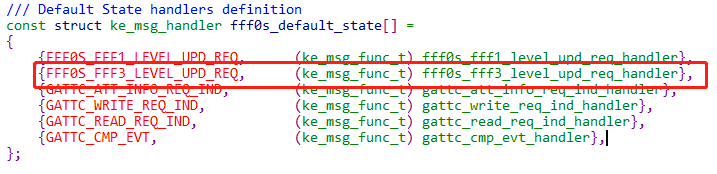 /// Default State handlers definition
const struct ke_msg_handler fff0s_default_state[] =
{
{FFF0S_FFF1_LEVEL_UPD_REQ, (ke_msg_func_t) fff0s_fff1_level_upd_req_handler},
{FFF0S_FFF3_LEVEL_UPD_REQ, (ke_msg_func_t) fff0s_fff3_level_upd_req_handler},
{GATTC_ATT_INFO_REQ_IND, (ke_msg_func_t) gattc_att_info_req_ind_handler},
{GATTC_WRITE_REQ_IND, (ke_msg_func_t) gattc_write_req_ind_handler},
{GATTC_READ_REQ_IND, (ke_msg_func_t) gattc_read_req_ind_handler},
{GATTC_CMP_EVT, (ke_msg_func_t) gattc_cmp_evt_handler},
};